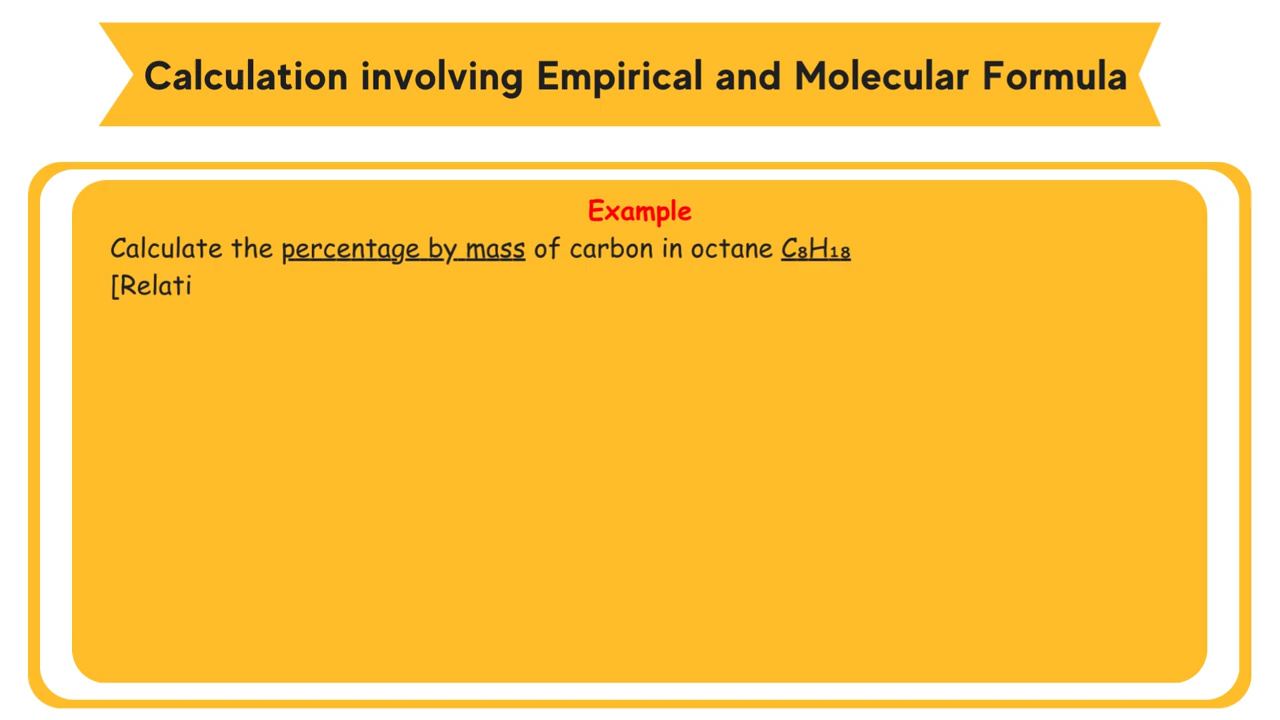 Calculation involving Empirical and Molecular Formula
Example
Calculate the percentage by mass of carbon in octane C₈H₁₈
[Relati